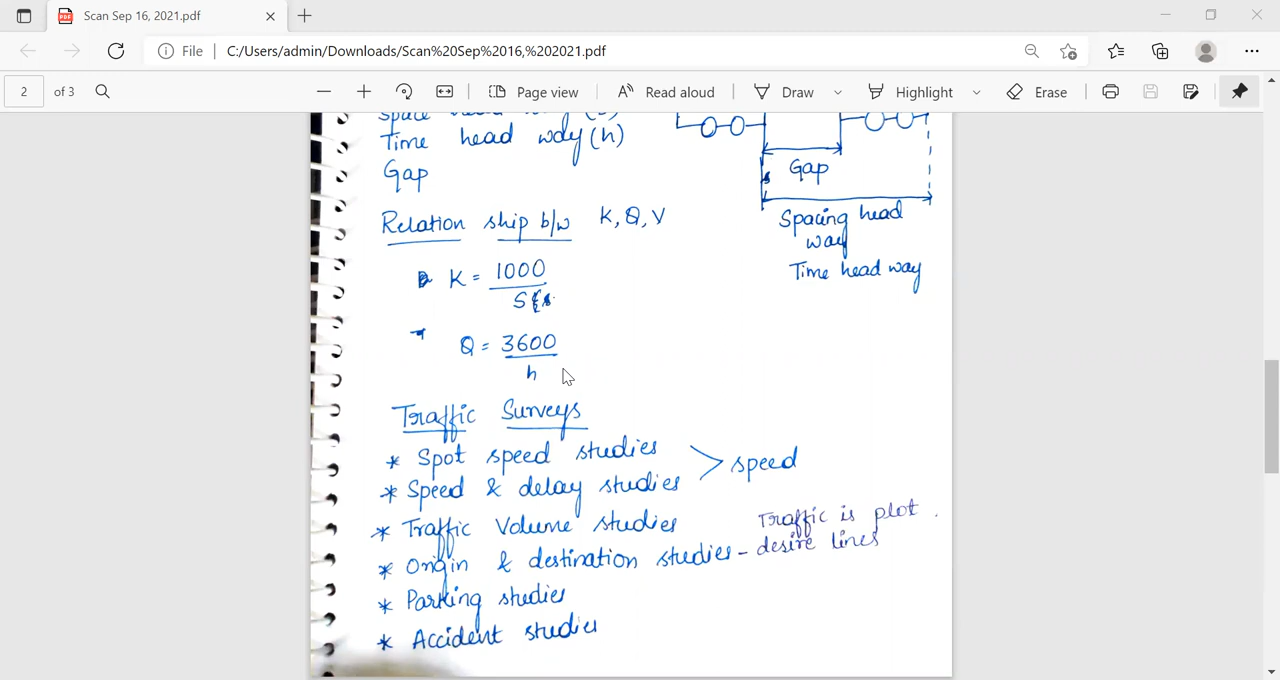 Scan Sep 16, 2021.pdf
File C:/Users/admin/Downloads/Scan%20Sep%2016,%202021.pdf
2 of 3 Page view Read aloud Draw Highlight Erase
Space head
Time head way (h)
Gap
Gap
Spacing head
way
Time head way
Relation ship b/w K, Q, V
K = 1000
S
Q = 3600
h
Traffic Surveys
* Spot speed studies
* Speed & delay studies
> speed
* Traffic Volume studies
* Origin & destination studies - Traffic is plot.
desire lines
* Parking studies
* Accident studies